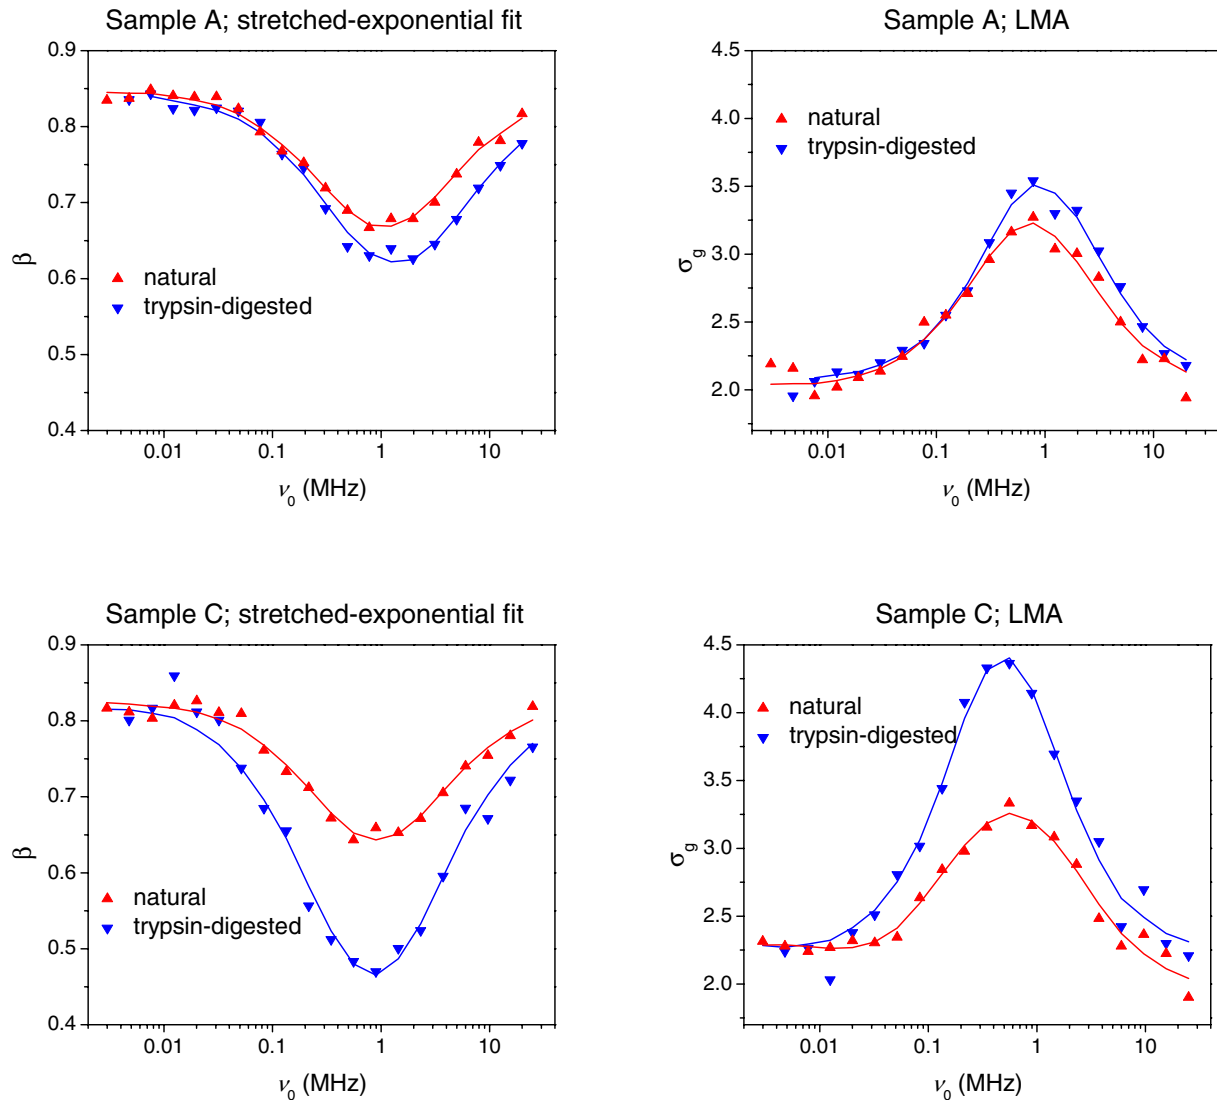 Sample A; stretched-exponential fit
0.9
0.8
0.7
0.6
0.5
0.4
β
natural
trypsin-digested
0.01 0.1 1 10
ν0 (MHz)
Sample A; LMA
4.5
4.0
3.5
3.0
2.5
2.0
σg
natural
trypsin-digested
0.01 0.1 1 10
ν0 (MHz)
Sample C; stretched-exponential fit
0.9
0.8
0.7
0.6
0.5
0.4
β
natural
trypsin-digested
0.01 0.1 1 10
ν0 (MHz)
Sample C; LMA
4.5
4.0
3.5
3.0
2.5
2.0
σg
natural
trypsin-digested
0.01 0.1 1 10
ν0 (MHz)